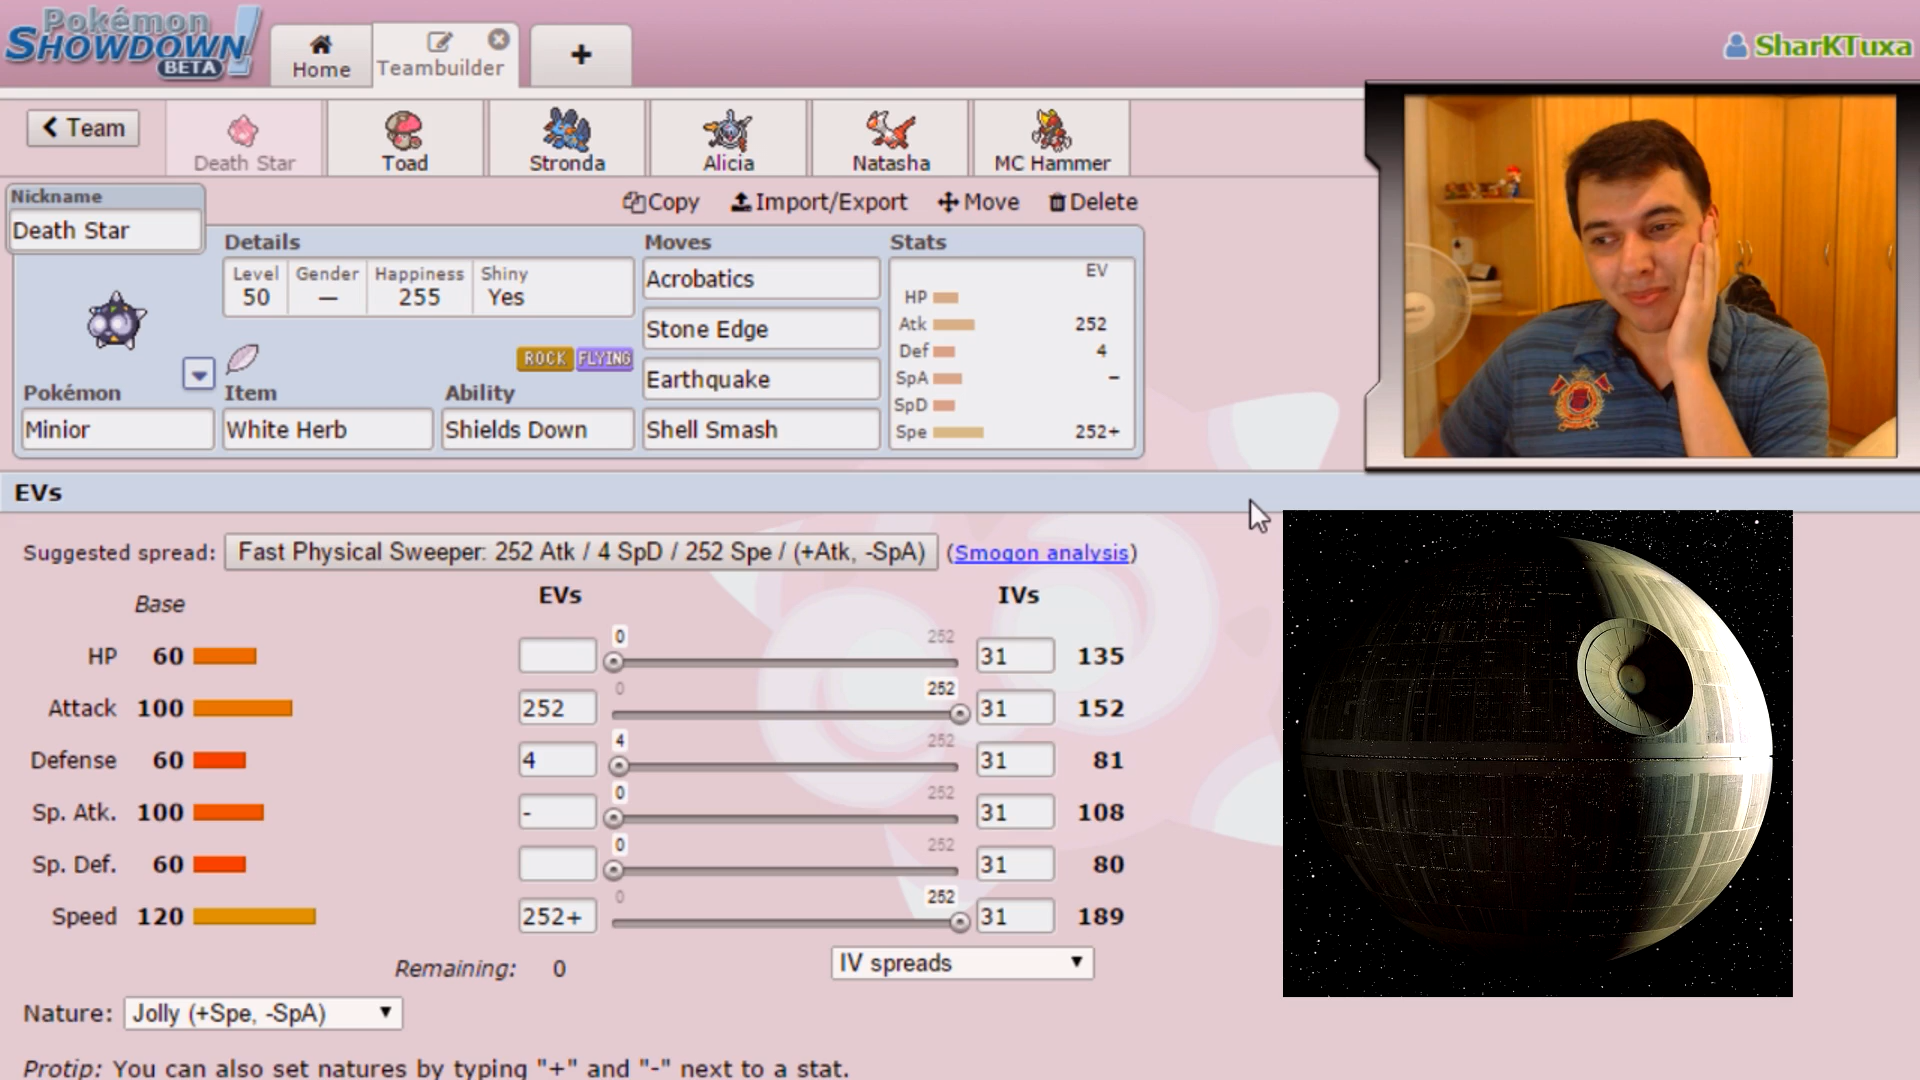 Pokémon
SHOWDOWN!
BETA
Home
Teambuilder
+
SharKTuxa
Team
Death Star
Toad
Stronda
Alicia
Natasha
MC Hammer
Nickname
Death Star
Copy Import/Export Move Delete
Details
Level Gender Happiness Shiny
50 — 255 Yes
ROCK FLYING
Pokémon Item Ability
Minior White Herb Shields Down
Moves
Acrobatics
Stone Edge
Earthquake
Shell Smash
Stats
EV
HP
Atk 252
Def 4
SpA –
SpD
Spe 252+
EVs
Suggested spread: Fast Physical Sweeper: 252 Atk / 4 SpD / 252 Spe / (+Atk, -SpA) (Smogon analysis)
Base EVs IVs
0 252
HP 60 31 135
0 252
Attack 100 252 31 152
4 252
Defense 60 4 31 81
0 252
Sp. Atk. 100 - 31 108
0 252
Sp. Def. 60 31 80
0 252
Speed 120 252+ 31 189
Remaining: 0 IV spreads
Nature: Jolly (+Spe, -SpA)
Protip: You can also set natures by typing "+" and "-" next to a stat.